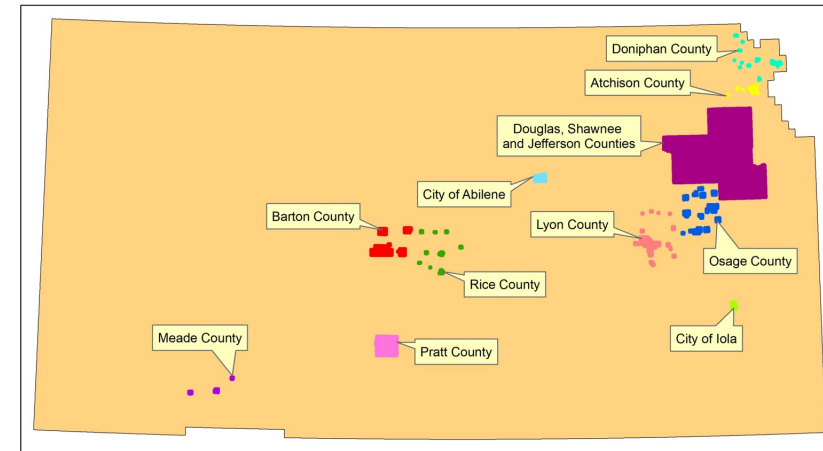 Doniphan County
Atchison County
Douglas, Shawnee
and Jefferson Counties
City of Abilene
Barton County
Lyon County
Osage County
Rice County
Meade County
Pratt County
City of Iola